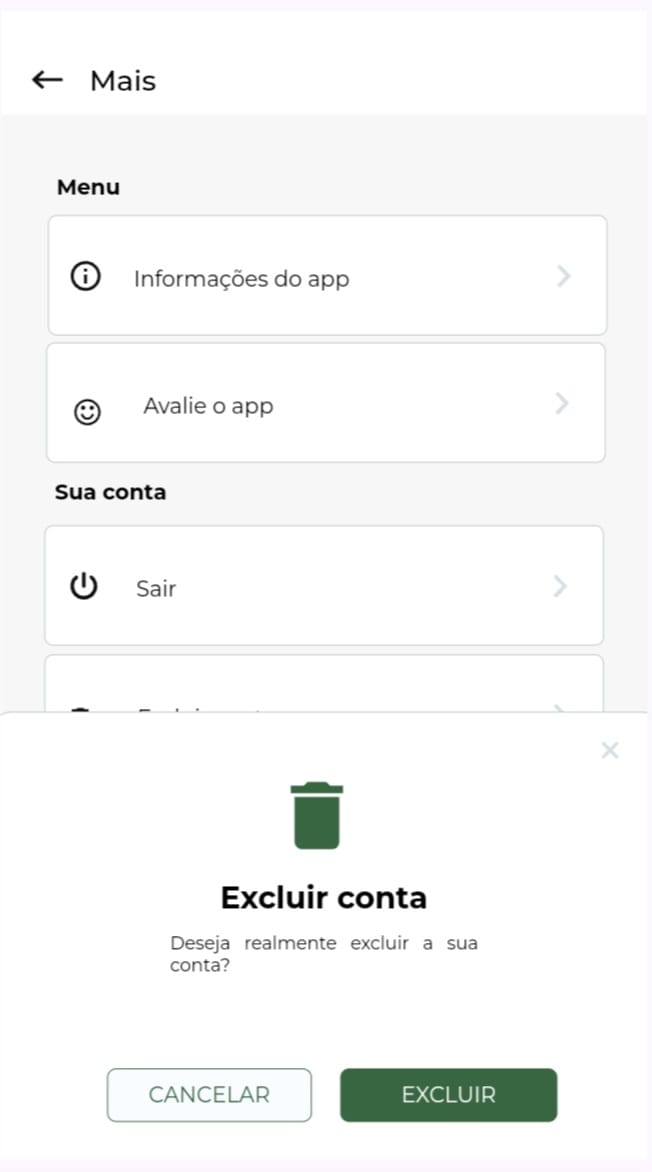 Mais
Menu
Informações do app
Avalie o app
Sua conta
Sair
Excluir conta
Deseja realmente excluir a sua
conta?
CANCELAR
EXCLUIR